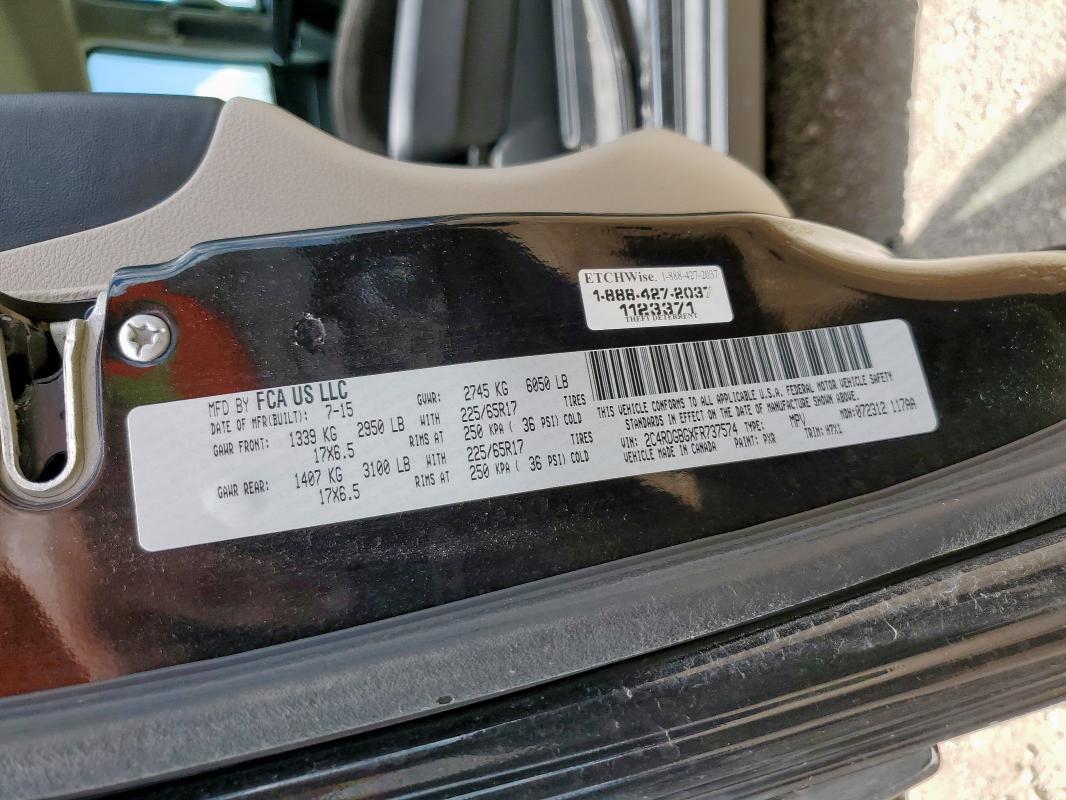 ETCHWise. 1-888-427-2037
1-888-427-2037
1123371
THEFT DETERRENT
MFD BY FCA US LLC
DATE OF MFR(BUILT): 7-15 GVWR: 2745 KG 6050 LB
GAWR FRONT: 1339 KG 2950 LB WITH 225/65R17 TIRES
17X6.5 RIMS AT 250 KPA ( 36 PSI) COLD
GAWR REAR: 1407 KG 3100 LB WITH 225/65R17 TIRES
17X6.5 RIMS AT 250 KPA ( 36 PSI) COLD
THIS VEHICLE CONFORMS TO ALL APPLICABLE U.S.A. FEDERAL MOTOR VEHICLE SAFETY
STANDARDS IN EFFECT ON THE DATE OF MANUFACTURE SHOWN ABOVE.
VIN: 2C4RDGBGXFR737574 TYPE: MPV MDH:072312 117AA
VEHICLE MADE IN CANADA PAINT: PXR TRIM: H7X1